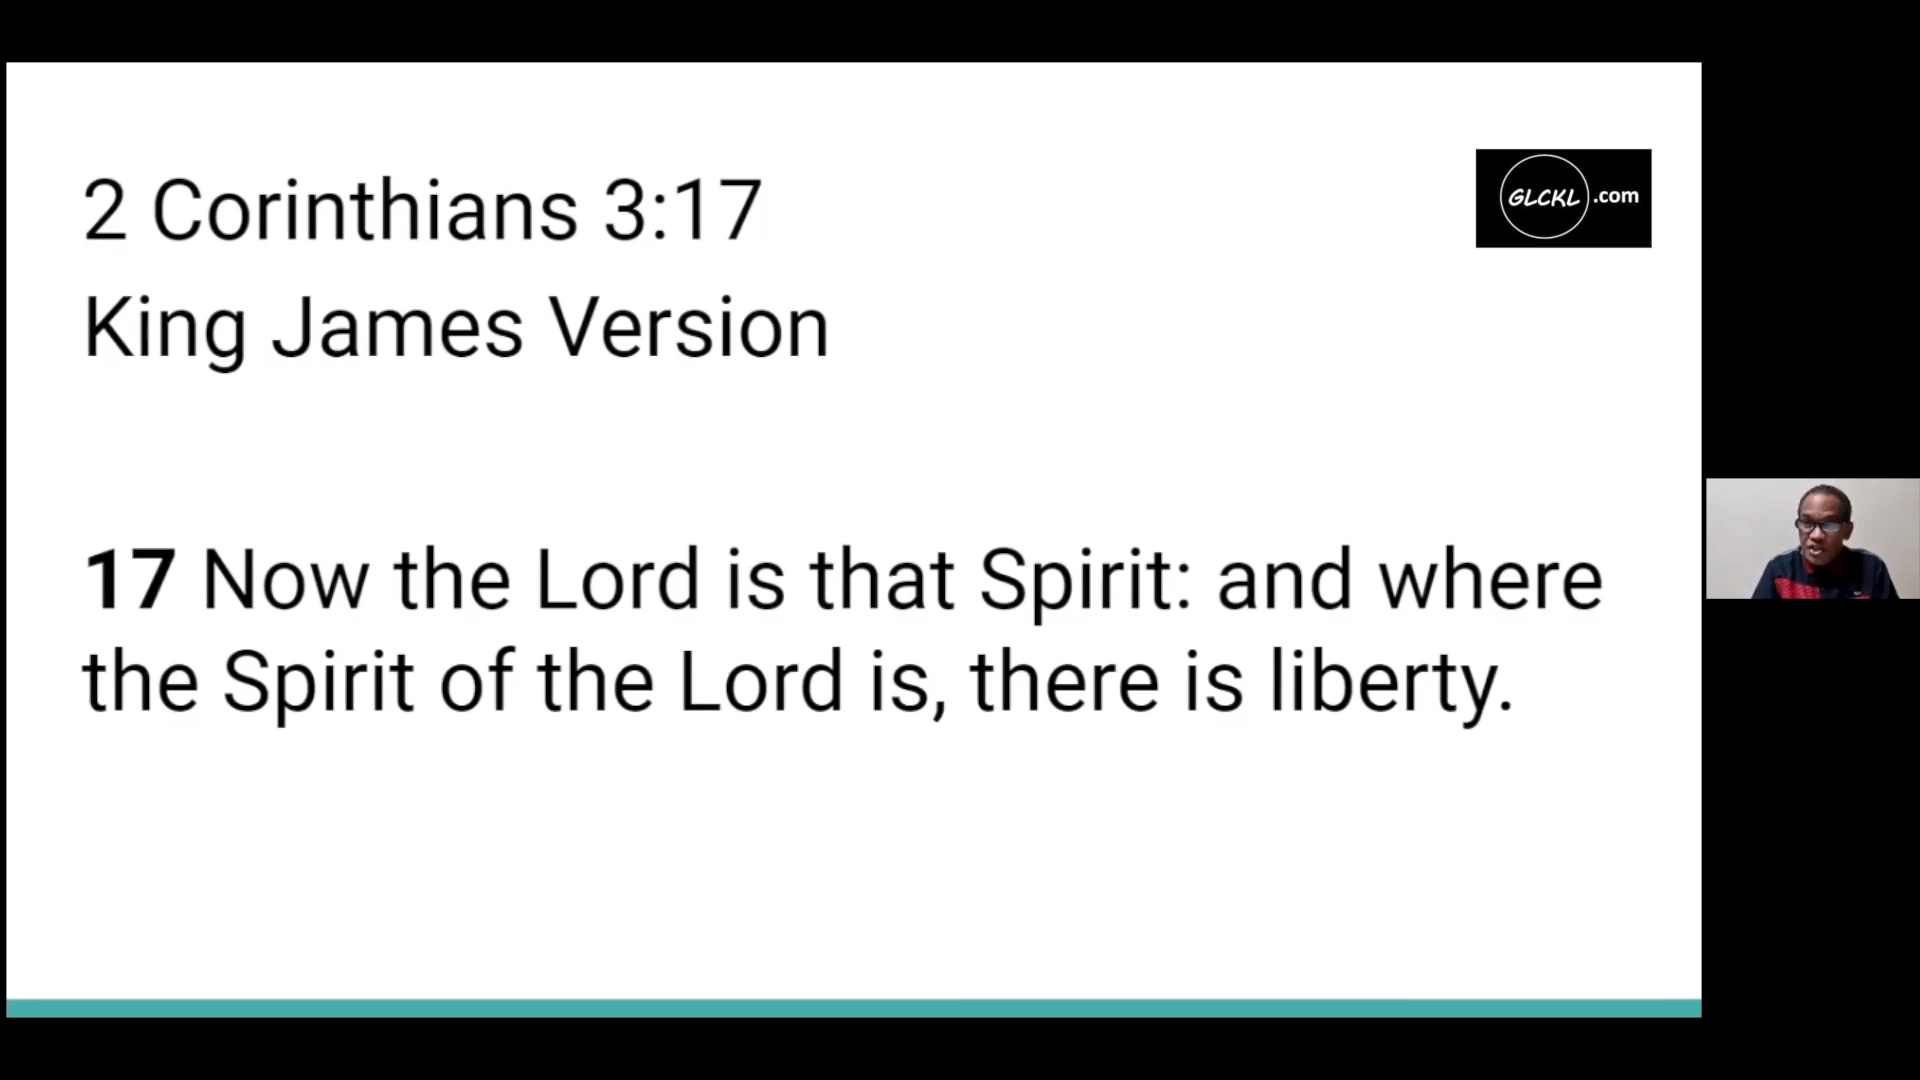 2 Corinthians 3:17
King James Version
GLCKL.com
17 Now the Lord is that Spirit: and where
the Spirit of the Lord is, there is liberty.